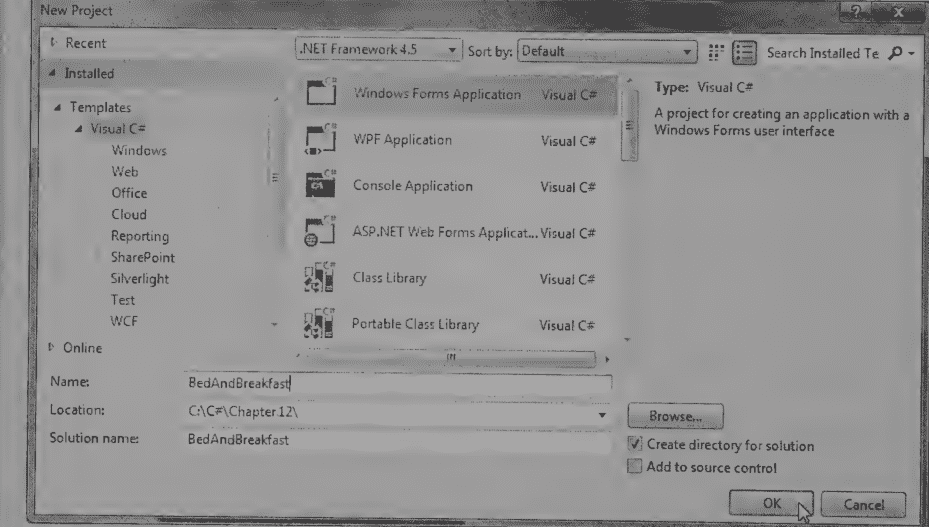 New Project
Recent
.NET Framework 4.5
Sort by: Default
Search Installed Te
Installed
Templates
Visual C#
Windows
Web
Office
Cloud
Reporting
SharePoint
Silverlight
Test
WCF
Online
Windows Forms Application Visual C#
WPF Application Visual C#
Console Application Visual C#
ASP.NET Web Forms Applicat... Visual C#
Class Library Visual C#
Portable Class Library Visual C#
Type: Visual C#
A project for creating an application with a
Windows Forms user interface
Name: BedAndBreakfast
Location: C:\C#\Chapter.12\
Browse...
Solution name: BedAndBreakfast
Create directory for solution
Add to source control
OK
Cancel